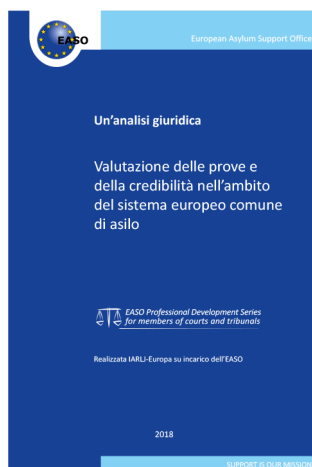 EASO
European Asylum Support Office
Un'analisi giuridica
Valutazione delle prove e
della credibilità nell'ambito
del sistema europeo comune
di asilo
EASO Professional Development Series
for members of courts and tribunals
Realizzata IARLJ-Europa su incarico dell'EASO
2018
SUPPORT IS OUR MISSION